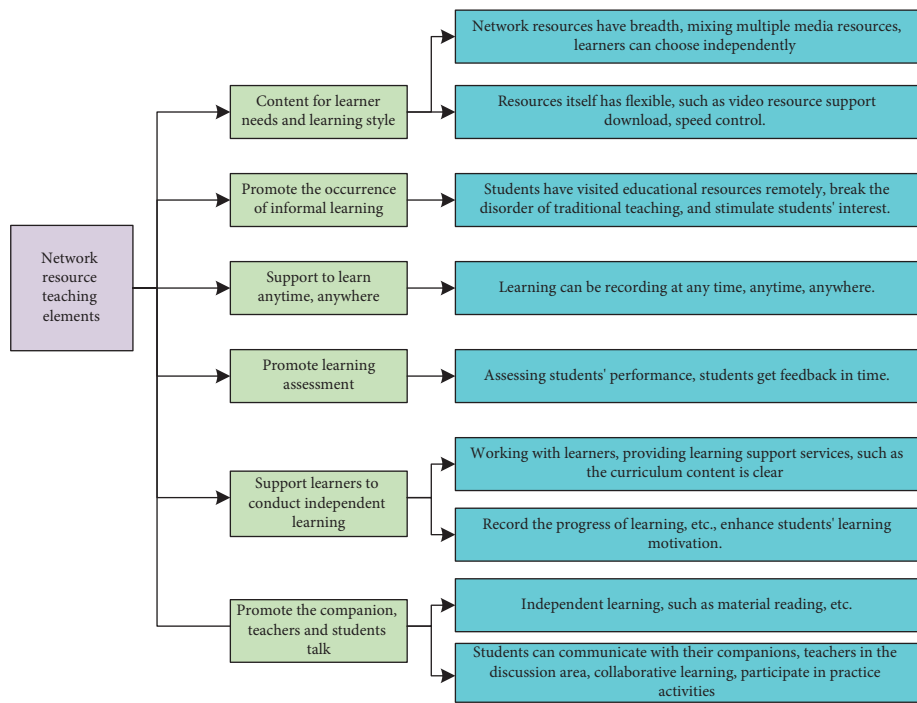 Network
resource
teaching
elements
Content for learner
needs and learning style
Network resources have breadth, mixing multiple media resources,
learners can choose independently
Resources itself has flexible, such as video resource support
download, speed control.
Promote the occurrence
of informal learning
Students have visited educational resources remotely, break the
disorder of traditional teaching, and stimulate students' interest.
Support to learn
anytime, anywhere
Learning can be recording at any time, anytime, anywhere.
Promote learning
assessment
Assessing students' performance, students get feedback in time.
Support learners to
conduct independent
learning
Working with learners, providing learning support services, such as
the curriculum content is clear
Record the progress of learning, etc., enhance students' learning
motivation.
Promote the companion,
teachers and students
talk
Independent learning, such as material reading, etc.
Students can communicate with their companions, teachers in the
discussion area, collaborative learning, participate in practice
activities